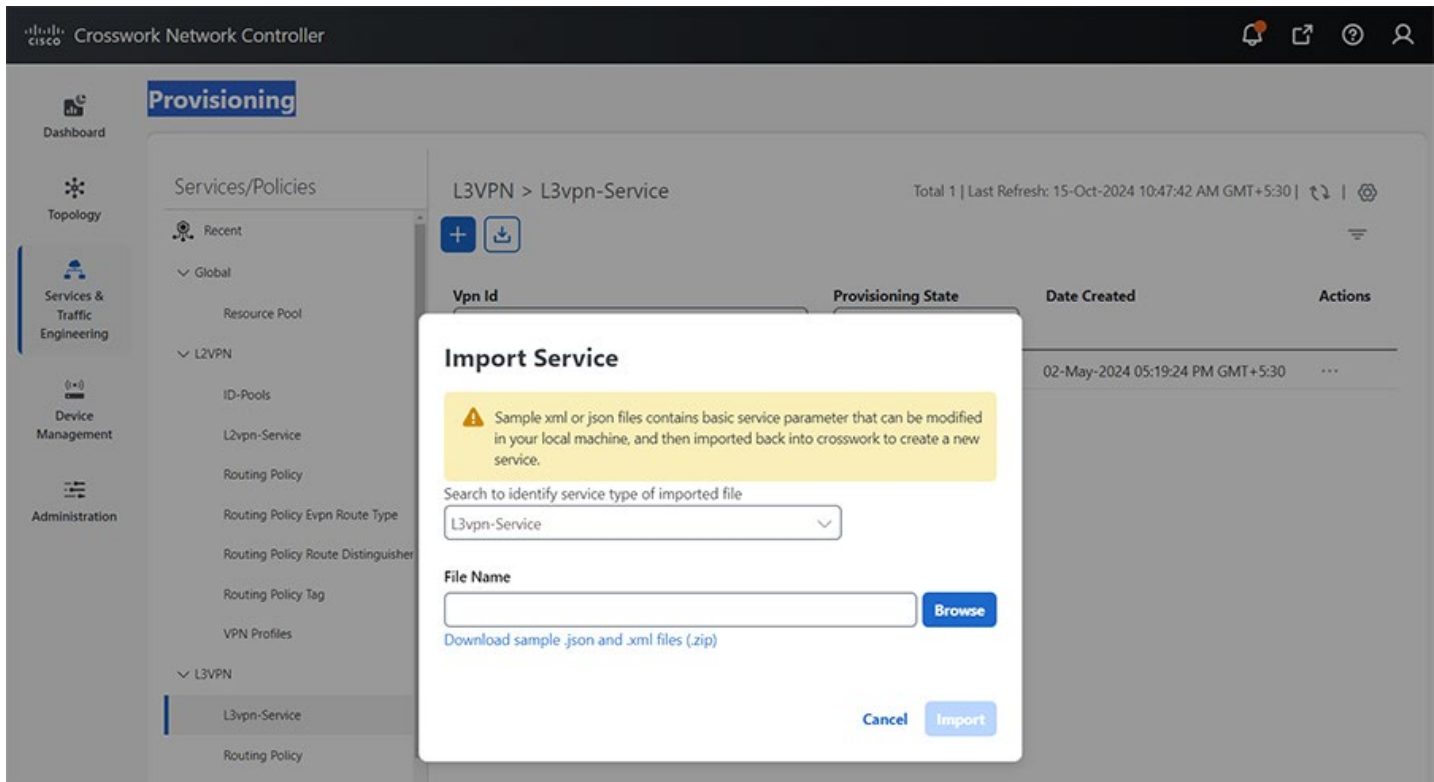 cisco Crosswork Network Controller
Provisioning
Dashboard
Topology
Services &
Traffic
Engineering
Device
Management
Administration
Services/Policies
Recent
Global
Resource Pool
L2VPN
ID-Pools
L2vpn-Service
Routing Policy
Routing Policy Evpn Route Type
Routing Policy Route Distinguisher
Routing Policy Tag
VPN Profiles
L3VPN
L3vpn-Service
Routing Policy
L3VPN > L3vpn-Service
Total 1 | Last Refresh: 15-Oct-2024 10:47:42 AM GMT+5:30 |
Vpn Id Provisioning State Date Created Actions
02-May-2024 05:19:24 PM GMT+5:30 ...
Import Service
Sample xml or json files contains basic service parameter that can be modified
in your local machine, and then imported back into crosswork to create a new
service.
Search to identify service type of imported file
L3vpn-Service
File Name
Browse
Download sample .json and .xml files (.zip)
Cancel Import